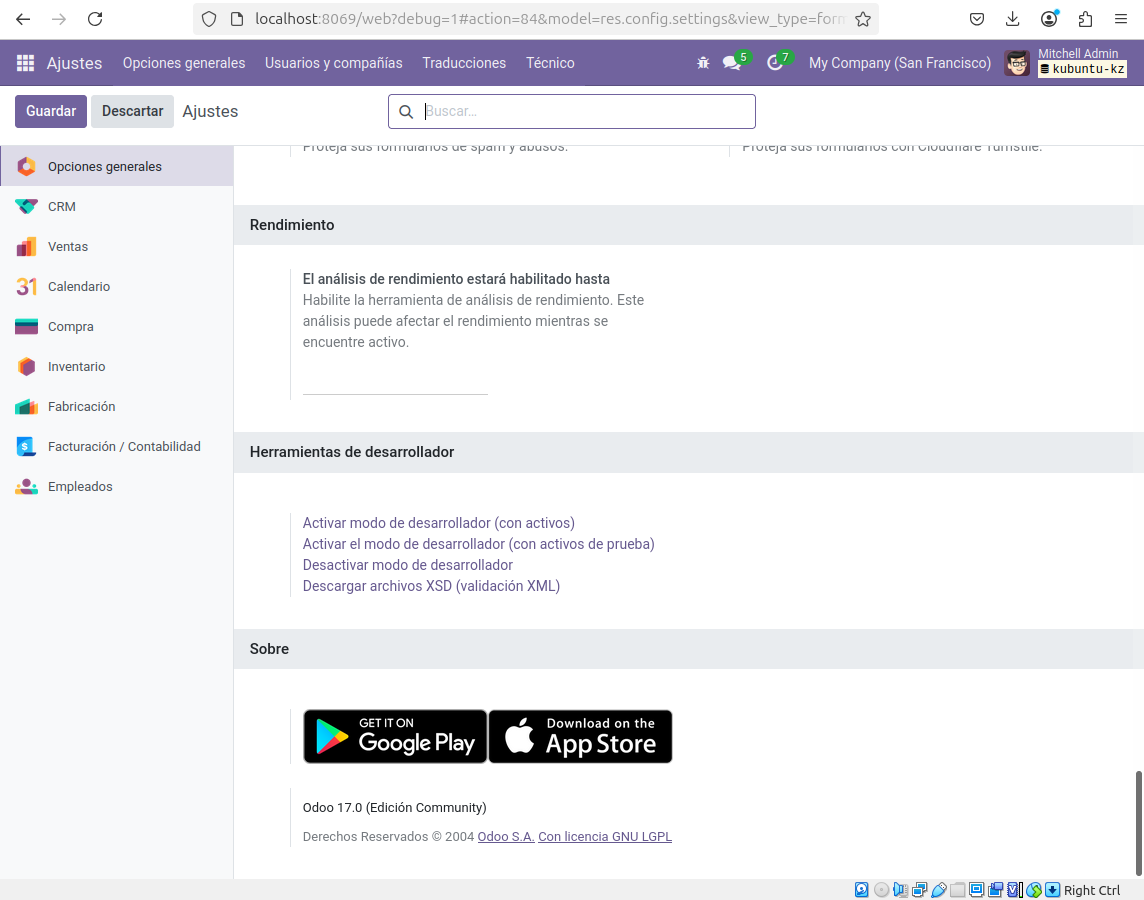 localhost:8069/web?debug=1#action=84&model=res.config.settings&view_type=form
Ajustes Opciones generales Usuarios y compañías Traducciones Técnico 5 7 My Company (San Francisco) Mitchell Admin
kubuntu-kz
Guardar Descartar Ajustes Buscar...
Opciones generales
CRM
Ventas
31 Calendario
Compra
Inventario
Fabricación
$ Facturación / Contabilidad
Empleados
Proteja sus formularios de spam y abusos. Proteja sus formularios con Cloudflare Turnstile.
Rendimiento
El análisis de rendimiento estará habilitado hasta
Habilite la herramienta de análisis de rendimiento. Este
análisis puede afectar el rendimiento mientras se
encuentre activo.
Herramientas de desarrollador
Activar modo de desarrollador (con activos)
Activar el modo de desarrollador (con activos de prueba)
Desactivar modo de desarrollador
Descargar archivos XSD (validación XML)
Sobre
GET IT ON
Google Play
Download on the
App Store
Odoo 17.0 (Edición Community)
Derechos Reservados © 2004 Odoo S.A. Con licencia GNU LGPL
Right Ctrl